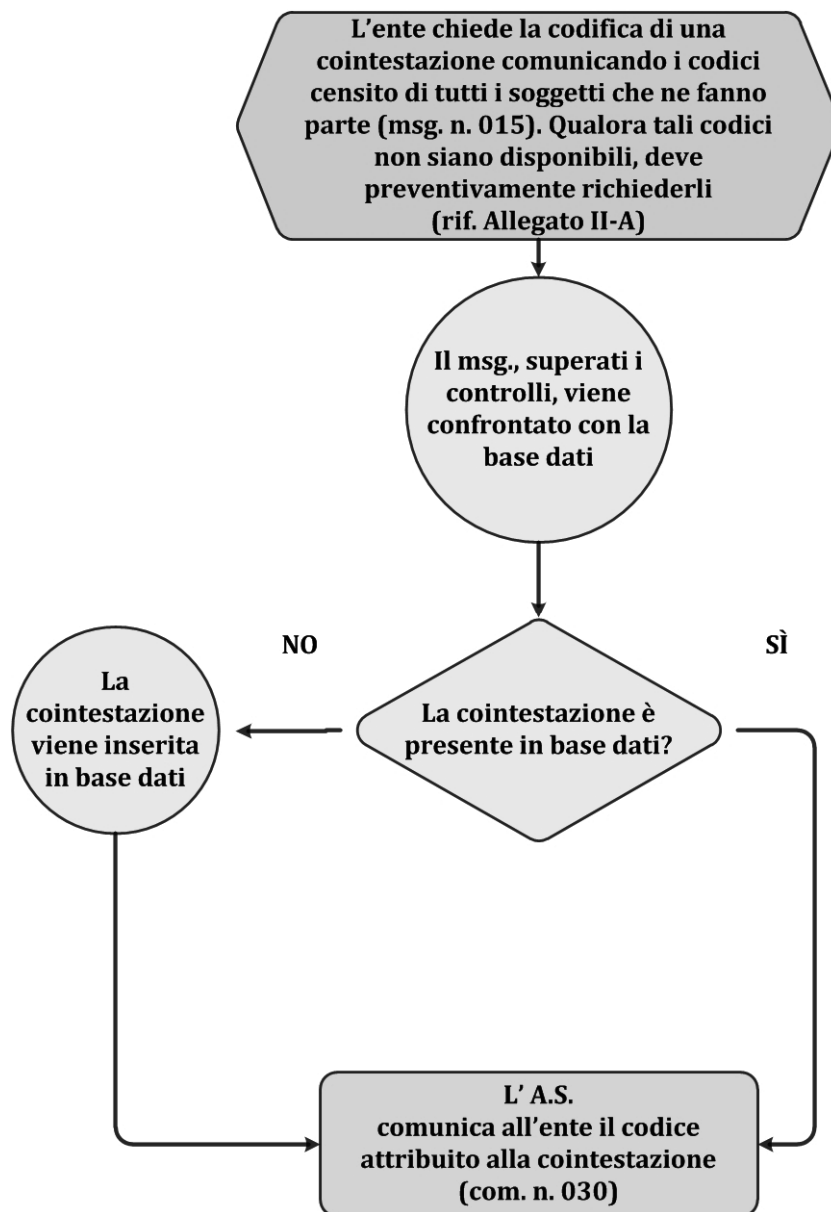 L’ente chiede la codifica di una
cointestazione comunicando i codici
censito di tutti i soggetti che ne fanno
parte (msg. n. 015). Qualora tali codici
non siano disponibili, deve
preventivamente richiederli
(rif. Allegato II-A)
Il msg., superati i
controlli, viene
confrontato con la
base dati
NO
SÌ
La
cointestazione
viene inserita
in base dati
La cointestazione è
presente in base dati?
L’ A.S.
comunica all’ente il codice
attribuito alla cointestazione
(com. n. 030)